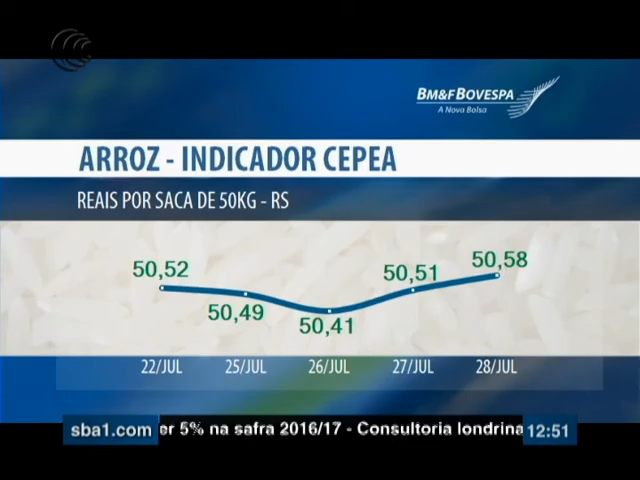 BM&FBOVESPA
A Nova Bolsa
ARROZ - INDICADOR CEPEA
REAIS POR SACA DE 50KG - RS
50,52
50,49
50,41
50,51
50,58
22/JUL 25/JUL 26/JUL 27/JUL 28/JUL
sba1.com er 5% na safra 2016/17 - Consultoria londrina 12:51